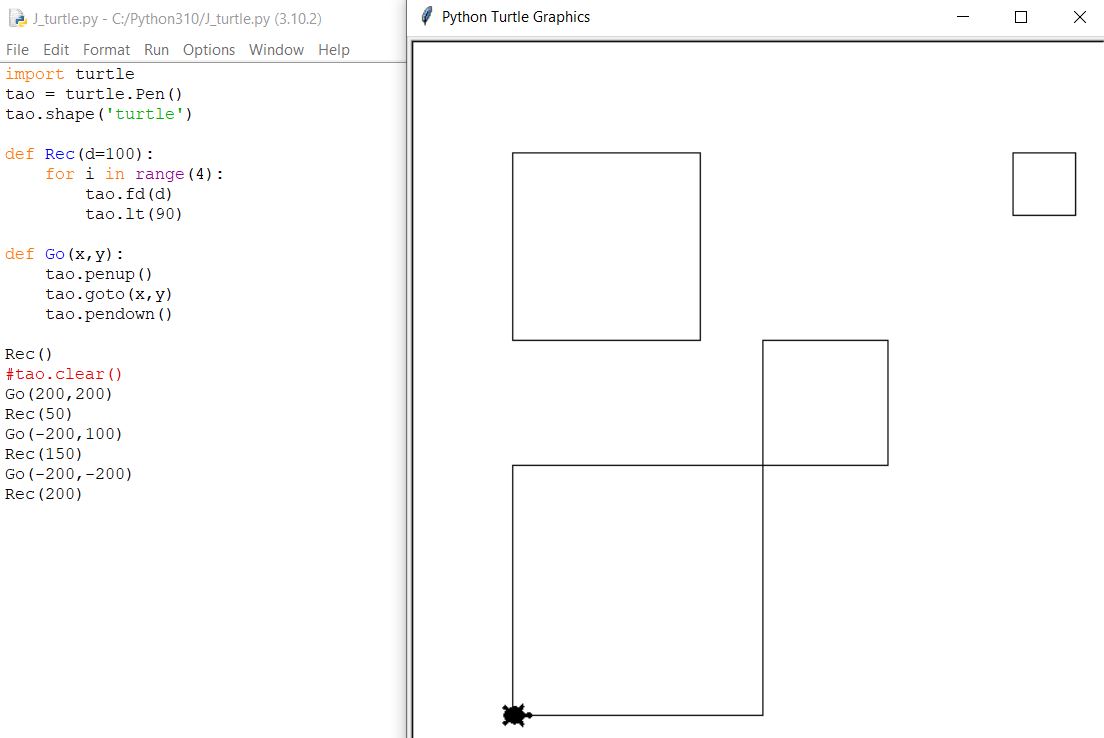 J_turtle.py - C:/Python310/J_turtle.py (3.10.2)
File Edit Format Run Options Window Help
import turtle
tao = turtle.Pen()
tao.shape('turtle')

def Rec(d=100):
    for i in range(4):
        tao.fd(d)
        tao.lt(90)

def Go(x,y):
    tao.penup()
    tao.goto(x,y)
    tao.pendown()

Rec()
#tao.clear()
Go(200,200)
Rec(50)
Go(-200,100)
Rec(150)
Go(-200,-200)
Rec(200)
Python Turtle Graphics